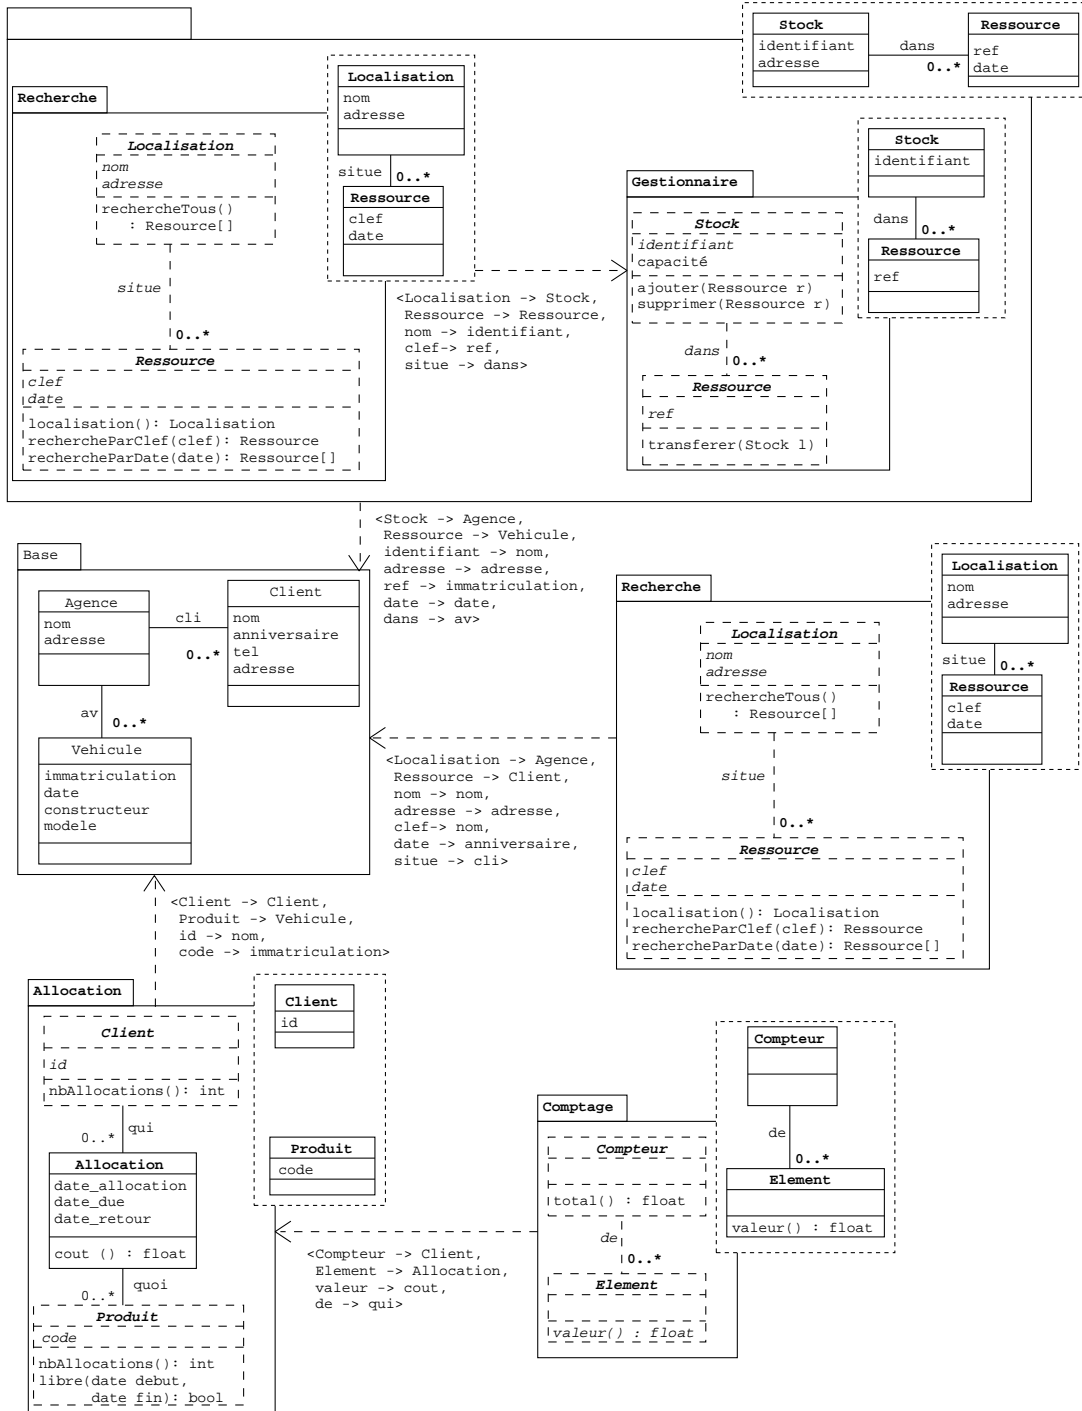 Stock
identifiant
adresse
dans
0..*
Ressource
ref
date
Recherche
Localisation
nom
adresse
rechercheTous()
: Resource[]
situe
0..*
Ressource
clef
date
localisation(): Localisation
rechercheParClef(clef): Ressource
rechercheParDate(date): Ressource[]
Localisation
nom
adresse
situe
0..*
Ressource
clef
date
<Localisation -> Stock,
Ressource -> Ressource,
nom -> identifiant,
clef-> ref,
situe -> dans>
Gestionnaire
Stock
identifiant
capacité
ajouter(Ressource r)
supprimer(Ressource r)
dans
0..*
Ressource
ref
transferer(Stock l)
Stock
identifiant
dans
0..*
Ressource
ref
<Stock -> Agence,
Ressource -> Vehicule,
identifiant -> nom,
adresse -> adresse,
ref -> immatriculation,
date -> date,
dans -> av>
Base
Agence
nom
adresse
cli
0..*
Client
nom
anniversaire
tel
adresse
av
0..*
Vehicule
immatriculation
date
constructeur
modele
<Localisation -> Agence,
Ressource -> Client,
nom -> nom,
adresse -> adresse,
clef-> nom,
date -> anniversaire,
situe -> cli>
Recherche
Localisation
nom
adresse
rechercheTous()
: Resource[]
situe
0..*
Ressource
clef
date
localisation(): Localisation
rechercheParClef(clef): Ressource
rechercheParDate(date): Ressource[]
Localisation
nom
adresse
situe
0..*
Ressource
clef
date
<Client -> Client,
Produit -> Vehicule,
id -> nom,
code -> immatriculation>
Allocation
Client
id
nbAllocations(): int
qui
0..*
Allocation
date_allocation
date_due
date_retour
cout () : float
quoi
0..*
Produit
code
nbAllocations(): int
libre(date debut,
date fin): bool
Client
id
Produit
code
<Compteur -> Client,
Element -> Allocation,
valeur -> cout,
de -> qui>
Comptage
Compteur
total() : float
de
0..*
Element
valeur() : float
Compteur
de
0..*
Element
valeur() : float